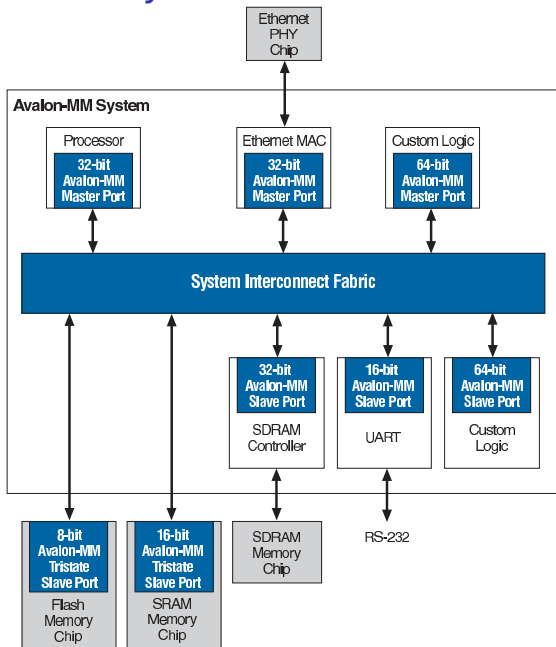 Ethernet
PHY
Chip
Avalon-MM System
Processor
32-bit
Avalon-MM
Master Port
Ethernet MAC
32-bit
Avalon-MM
Master Port
Custom Logic
64-bit
Avalon-MM
Master Port
System Interconnect Fabric
32-bit
Avalon-MM
Slave Port
SDRAM
Controller
16-bit
Avalon-MM
Slave Port
UART
64-bit
Avalon-MM
Slave Port
Custom
Logic
8-bit
Avalon-MM
Tristate
Slave Port
Flash
Memory
Chip
16-bit
Avalon-MM
Tristate
Slave Port
SRAM
Memory
Chip
SDRAM
Memory
Chip
RS-232